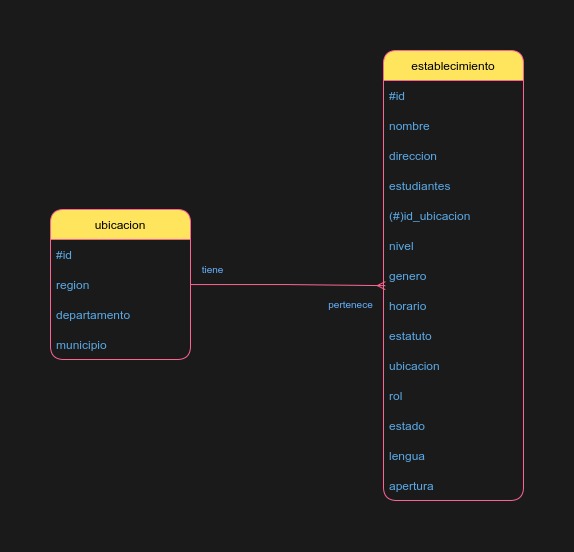 establecimiento
#id
nombre
direccion
estudiantes
(#)id_ubicacion
nivel
genero
horario
estatuto
ubicacion
rol
estado
lengua
apertura
ubicacion
#id
region
departamento
municipio
tiene
pertenece